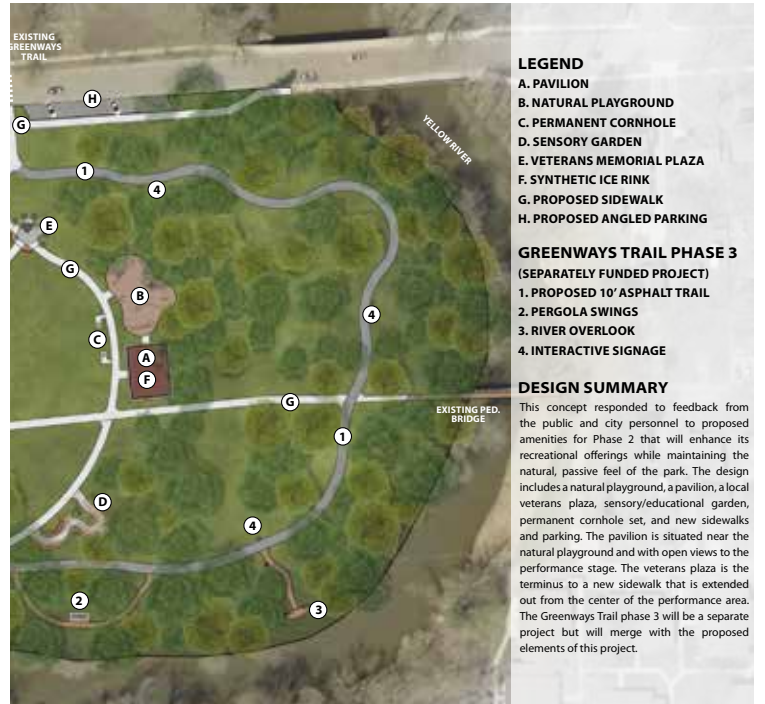 EXISTING
GREENWAYS
TRAIL
H
G
YELLOW RIVER
1
4
E
G
B
4
C
A
F
G
EXISTING PED.
BRIDGE
1
D
4
2
3
LEGEND
A. PAVILION
B. NATURAL PLAYGROUND
C. PERMANENT CORNHOLE
D. SENSORY GARDEN
E. VETERANS MEMORIAL PLAZA
F. SYNTHETIC ICE RINK
G. PROPOSED SIDEWALK
H. PROPOSED ANGLED PARKING
GREENWAYS TRAIL PHASE 3
(SEPARATELY FUNDED PROJECT)
1. PROPOSED 10' ASPHALT TRAIL
2. PERGOLA SWINGS
3. RIVER OVERLOOK
4. INTERACTIVE SIGNAGE
DESIGN SUMMARY
This concept responded to feedback from
the public and city personnel to proposed
amenities for Phase 2 that will enhance its
recreational offerings while maintaining the
natural, passive feel of the park. The design
includes a natural playground, a pavilion, a local
veterans plaza, sensory/educational garden,
permanent cornhole set, and new sidewalks
and parking. The pavilion is situated near the
natural playground and with open views to the
performance stage. The veterans plaza is the
terminus to a new sidewalk that is extended
out from the center of the performance area.
The Greenways Trail phase 3 will be a separate
project but will merge with the proposed
elements of this project.